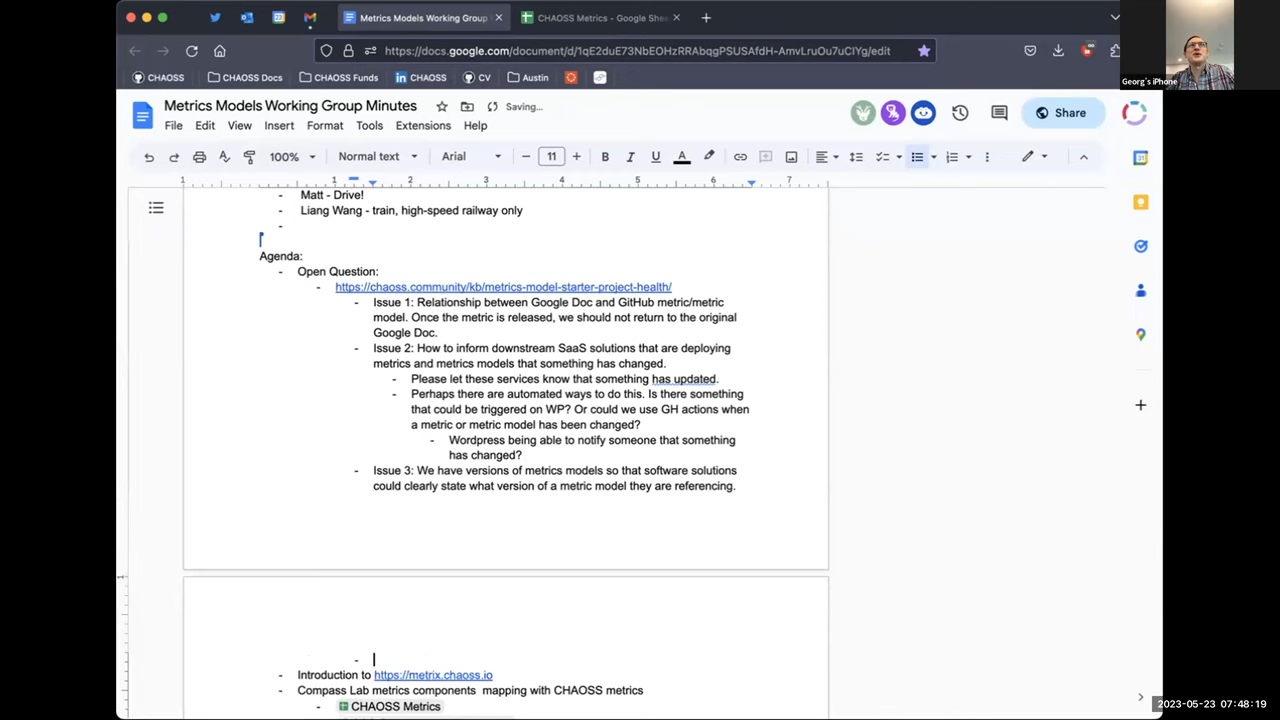 Metrics Models Working Group
CHAOSS Metrics - Google She
https://docs.google.com/document/d/1qE2duE73NbEOHzRRAbqgPSUSAfdH-AmvLruOu7uClYg/edit
CHAOSS
CHAOSS Docs
CHAOSS Funds
CHAOSS
CV
Austin
Georg's iPhone
Metrics Models Working Group Minutes
Saving...
File Edit View Insert Format Tools Extensions Help
Share
100% Normal text Arial - 11 + B I U A
1 1 2 3 4 5 6 7
- Matt - Drive!
- Liang Wang - train, high-speed railway only
-
Agenda:
- Open Question:
- https://chaoss.community/kb/metrics-model-starter-project-health/
- Issue 1: Relationship between Google Doc and GitHub metric/metric
model. Once the metric is released, we should not return to the original
Google Doc.
- Issue 2: How to inform downstream SaaS solutions that are deploying
metrics and metrics models that something has changed.
- Please let these services know that something has updated.
- Perhaps there are automated ways to do this. Is there something
that could be triggered on WP? Or could we use GH actions when
a metric or metric model has been changed?
- Wordpress being able to notify someone that something
has changed?
- Issue 3: We have versions of metrics models so that software solutions
could clearly state what version of a metric model they are referencing.
-
- Introduction to https://metrix.chaoss.io
- Compass Lab metrics components mapping with CHAOSS metrics
- CHAOSS Metrics
2023-05-23 07:48:19